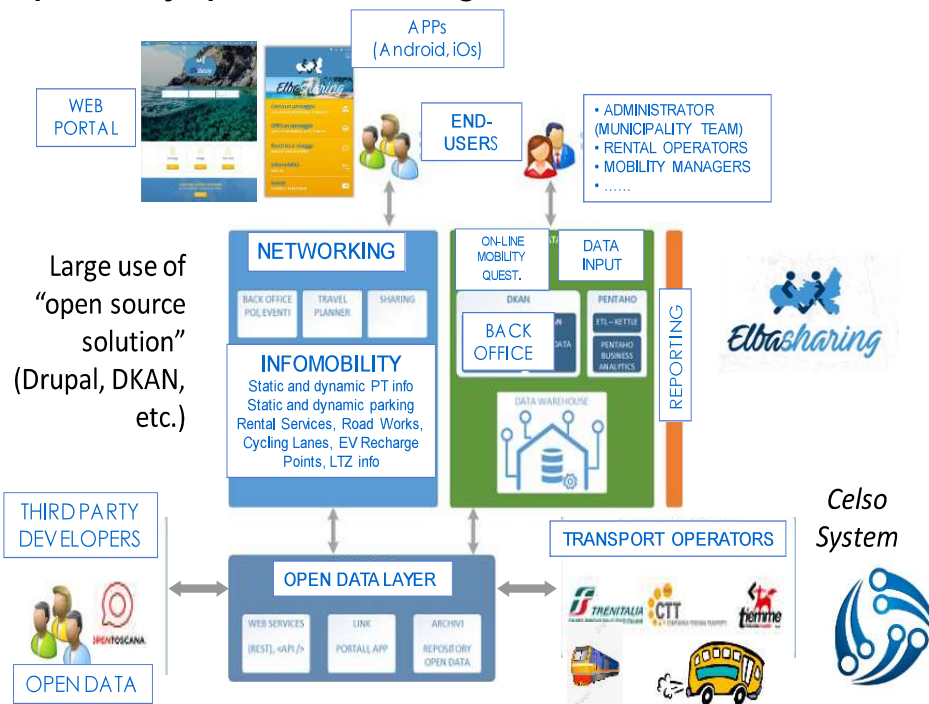 APPs
(Android, iOs)
WEB
PORTAL
Elbasharing
END-
USERS
• ADMINISTRATOR
(MUNICIPALITY TEAM)
• RENTAL OPERATORS
• MOBILITY MANAGERS
• ......
Large use of
“open source
solution”
(Drupal, DKAN,
etc.)
NETWORKING
BACK OFFICE
POI, EVENTI
TRAVEL
PLANNER
SHARING
INFOMOBILITY
Static and dynamic PT info
Static and dynamic parking
Rental Services, Road Works,
Cycling Lanes, EV Recharge
Points, LTZ info
ON-LINE
MOBILITY
QUEST.
DATA
INPUT
DKAN
BACK
OFFICE
PENTAHO
ETL – KETTLE
PENTAHO
BUSINESS
ANALYTICS
DATA WAREHOUSE
REPORTING
Elbasharing
THIRD PARTY
DEVELOPERS
OPENTOSCANA
OPEN DATA
OPEN DATA LAYER
WEB SERVICES
(REST), <API />
LINK
PORTALI, APP
ARCHIVI
REPOSITORY
OPEN DATA
TRANSPORT OPERATORS
TRENITALIA
CTT
tiemme
Celso
System